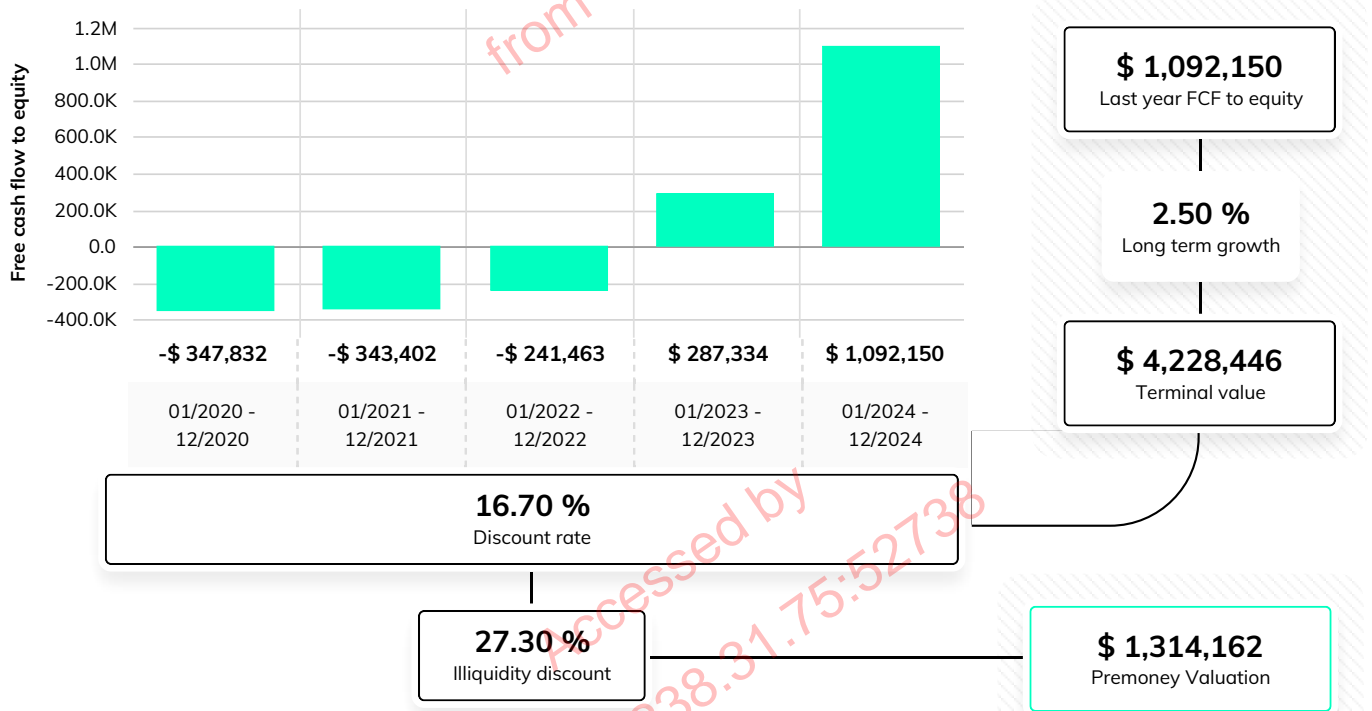 Free cash flow to equity
1.2M
1.0M
800.0K
600.0K
400.0K
200.0K
0.0
-200.0K
-400.0K
-$ 347,832
-$ 343,402
-$ 241,463
$ 287,334
$ 1,092,150
01/2020 -
12/2020
01/2021 -
12/2021
01/2022 -
12/2022
01/2023 -
12/2023
01/2024 -
12/2024
16.70 %
Discount rate
27.30 %
Illiquidity discount
$ 1,092,150
Last year FCF to equity
2.50 %
Long term growth
$ 4,228,446
Terminal value
$ 1,314,162
Premoney Valuation
from
Accessed by
38.31.75:52738